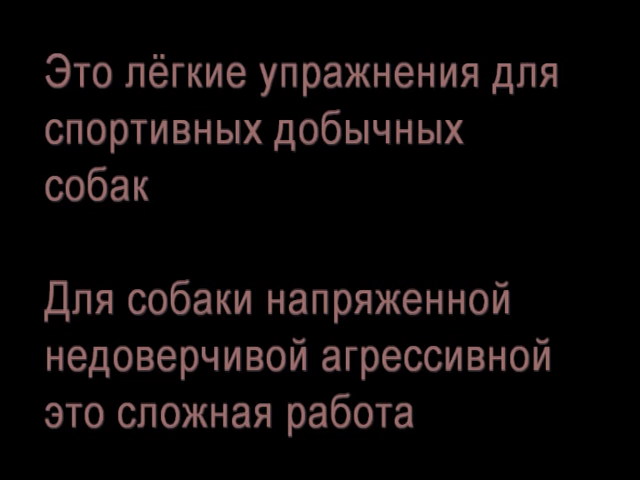 Это лёгкие упражнения для
спортивных добычных
собак
Для собаки напряженной
недоверчивой агрессивной
это сложная работа